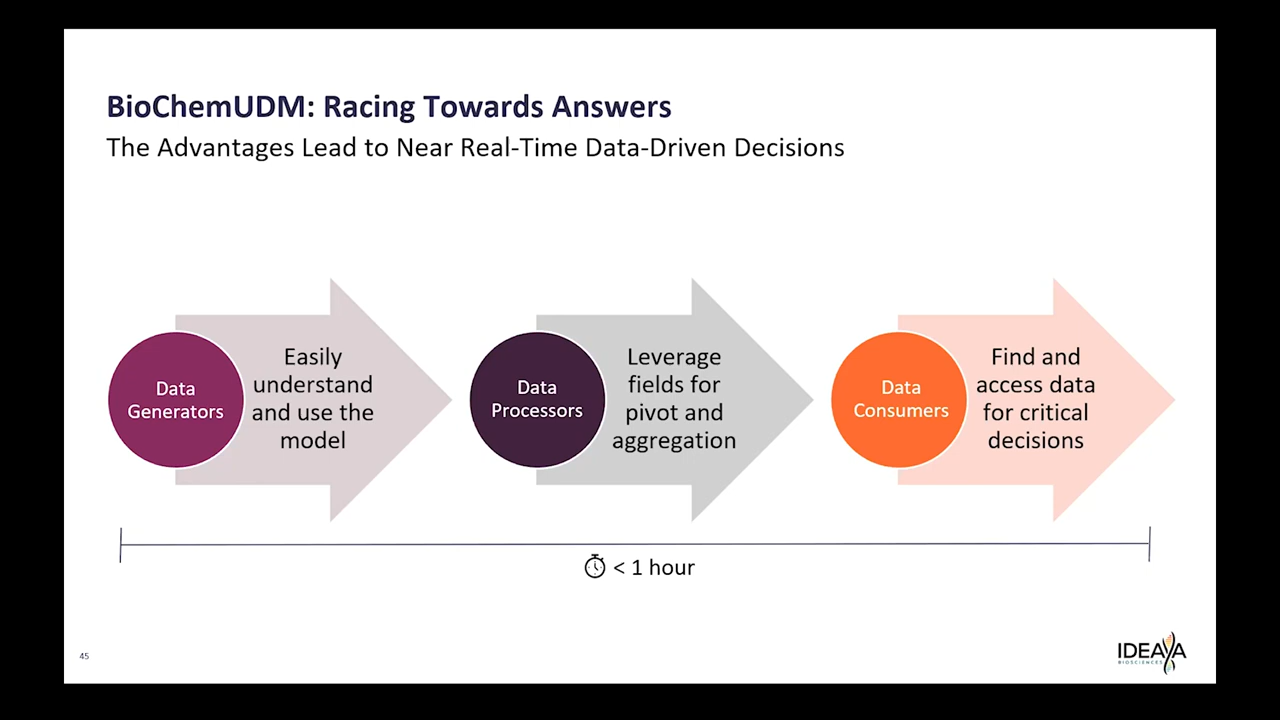 BioChemUDM: Racing Towards Answers
The Advantages Lead to Near Real-Time Data-Driven Decisions
Data
Generators
Easily
understand
and use the
model
Data
Processors
Leverage
fields for
pivot and
aggregation
Data
Consumers
Find and
access data
for critical
decisions
< 1 hour
45
IDEAYA
BIOSCIENCES